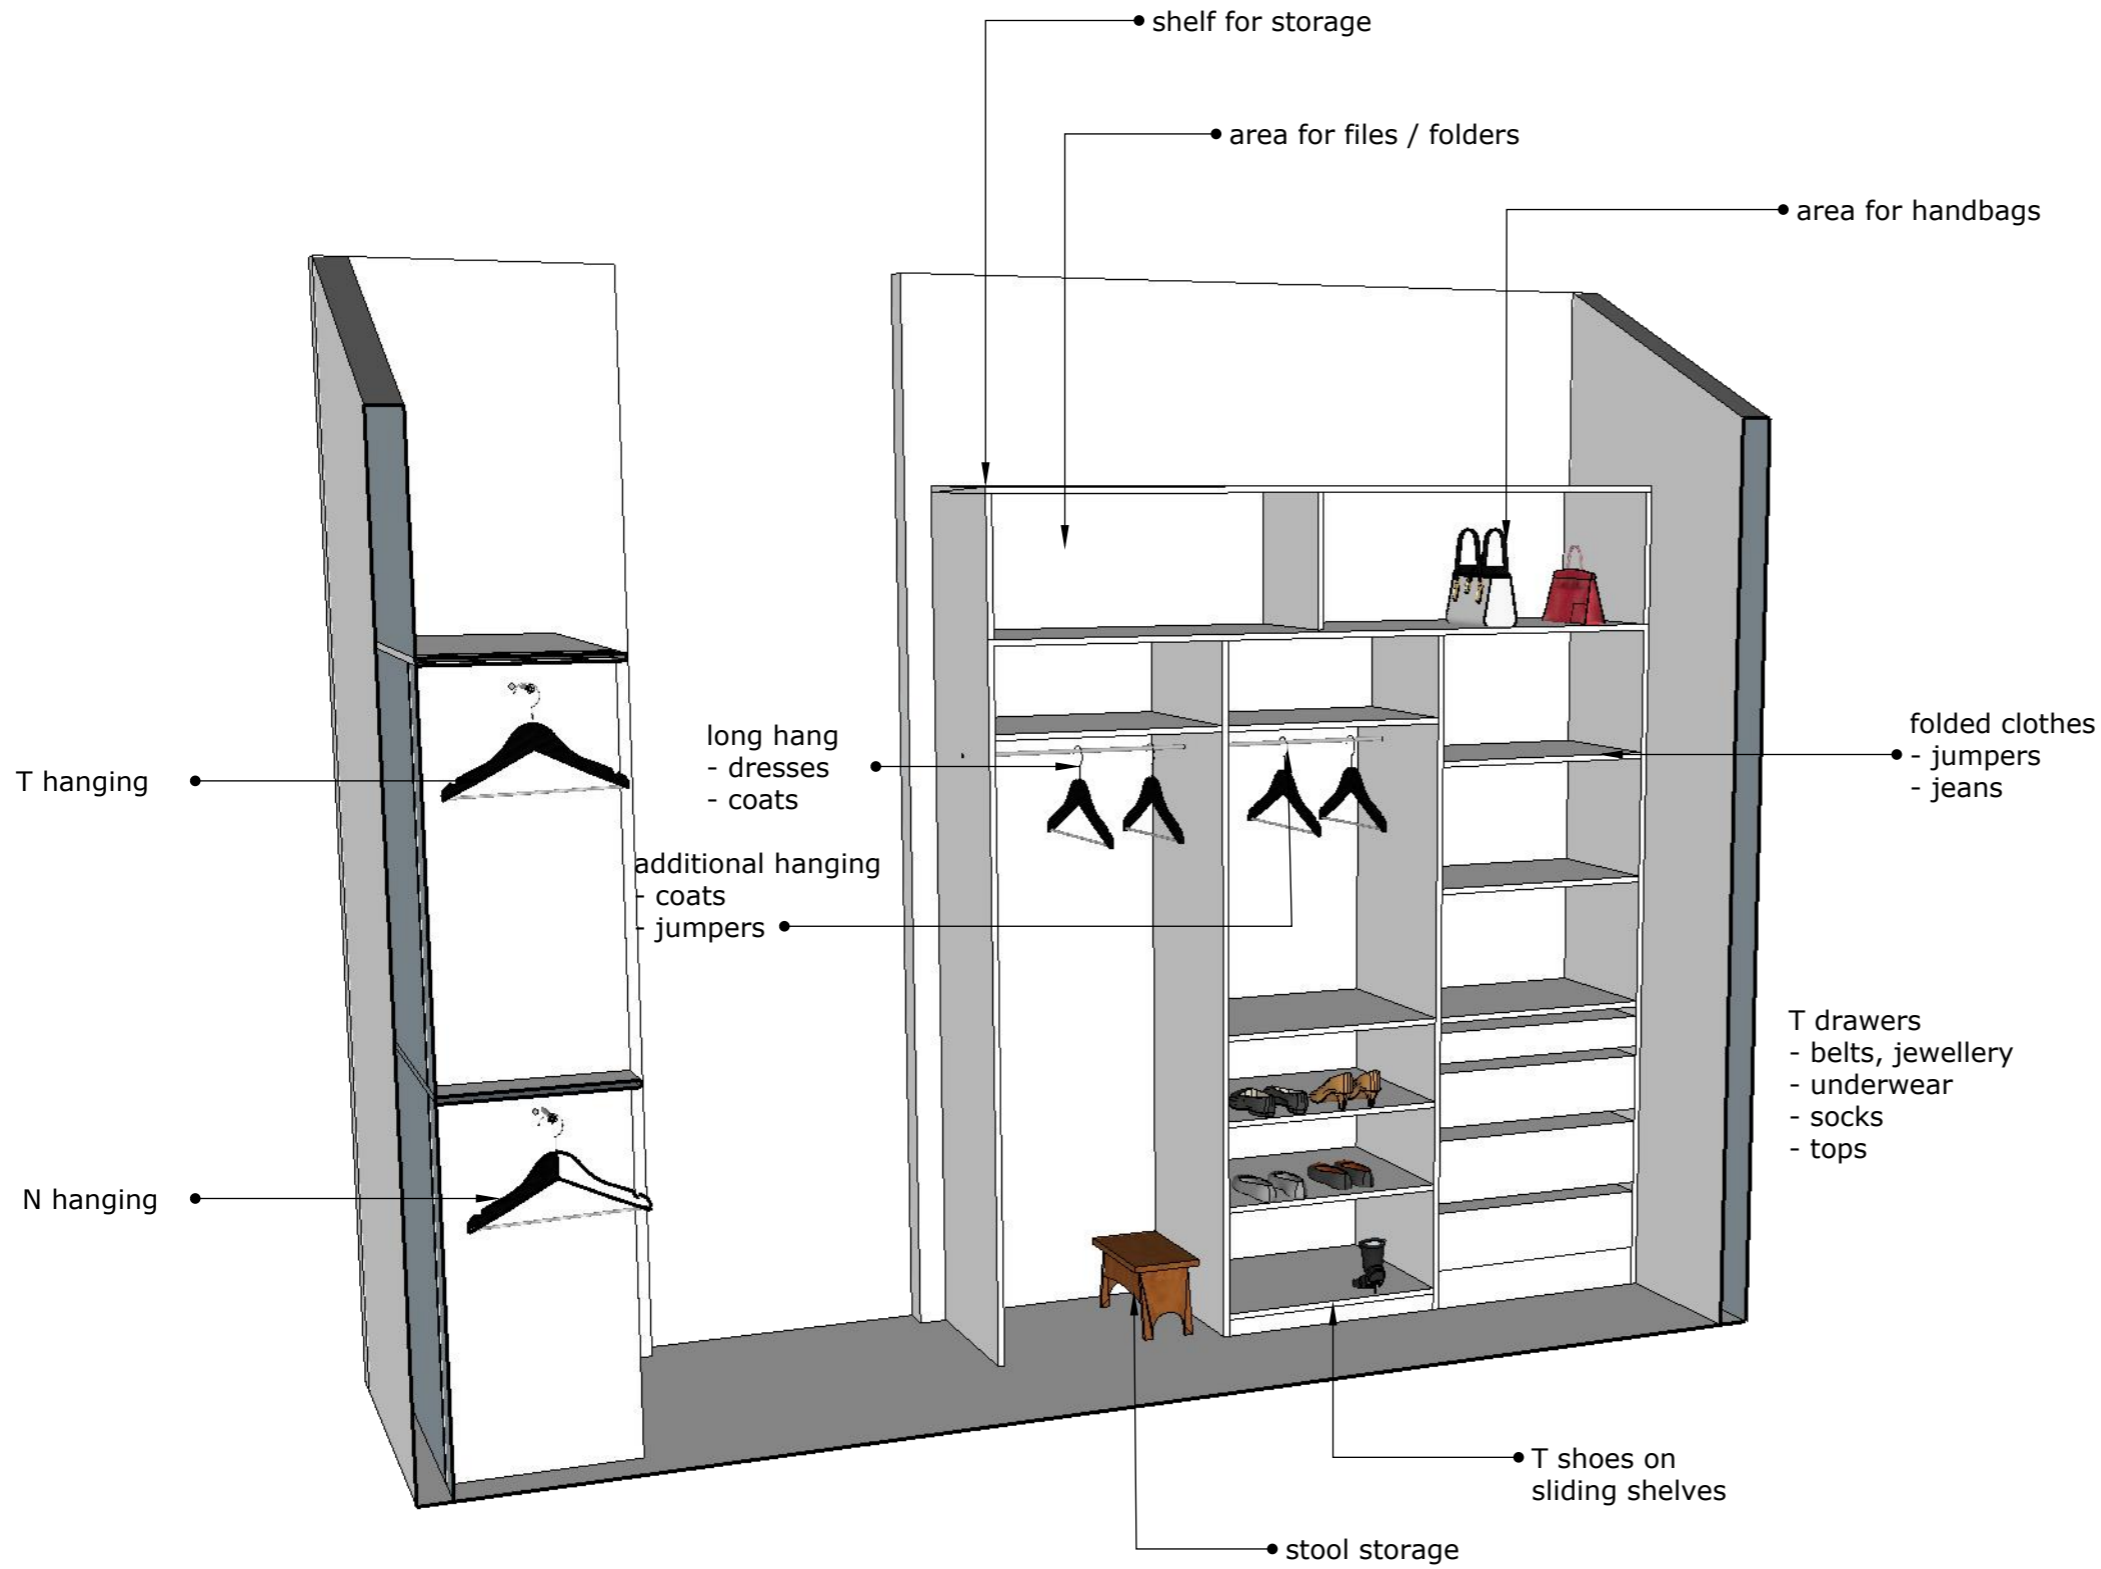 shelf for storage
area for files / folders
area for handbags
T hanging
long hang
- dresses
- coats
folded clothes
- jumpers
- jeans
additional hanging
- coats
- jumpers
T drawers
- belts, jewellery
- underwear
- socks
- tops
N hanging
T shoes on
sliding shelves
stool storage